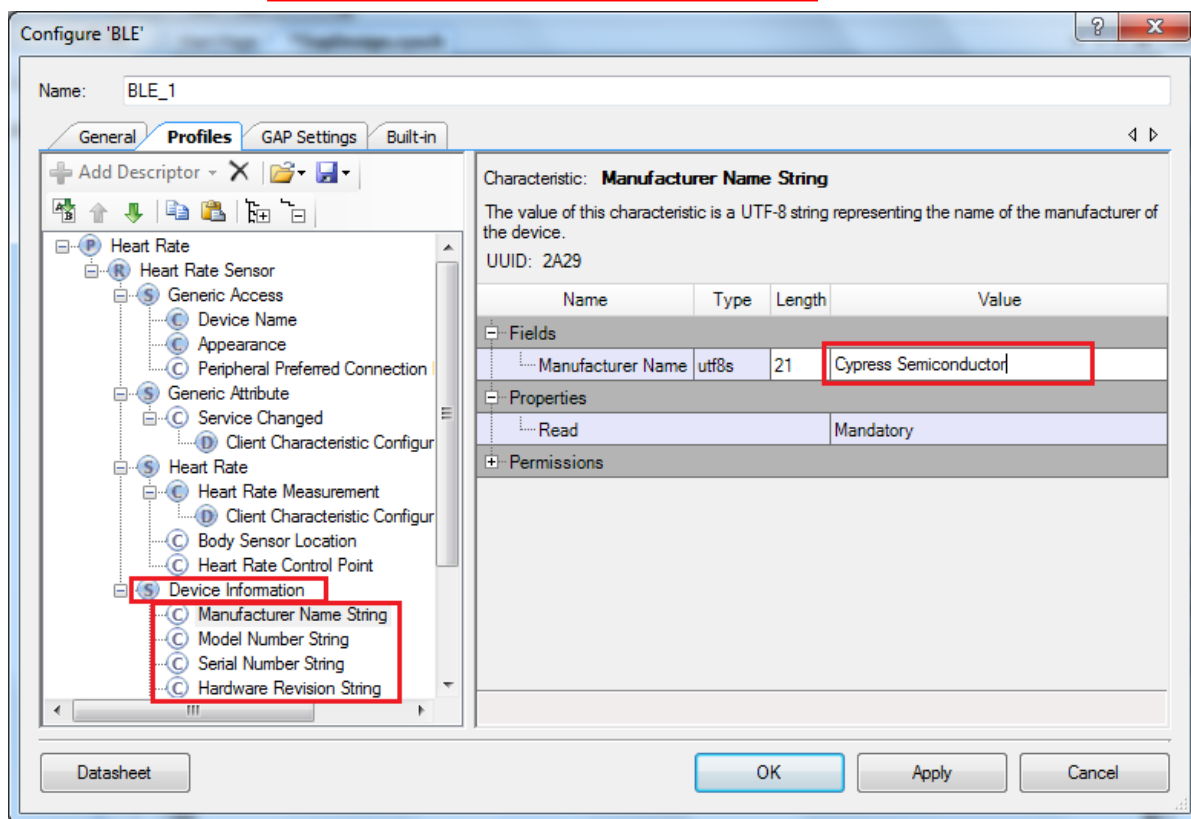 Configure 'BLE'
Name: BLE_1
General Profiles GAP Settings Built-in
Add Descriptor
Heart Rate
Heart Rate Sensor
Generic Access
Device Name
Appearance
Peripheral Preferred Connection
Generic Attribute
Service Changed
Client Characteristic Configur
Heart Rate
Heart Rate Measurement
Client Characteristic Configur
Body Sensor Location
Heart Rate Control Point
Device Information
Manufacturer Name String
Model Number String
Serial Number String
Hardware Revision String
Characteristic: Manufacturer Name String
The value of this characteristic is a UTF-8 string representing the name of the manufacturer of
the device.
UUID: 2A29
Name Type Length Value
Fields
Manufacturer Name utf8s 21 Cypress Semiconductor
Properties
Read Mandatory
Permissions
Datasheet OK Apply Cancel